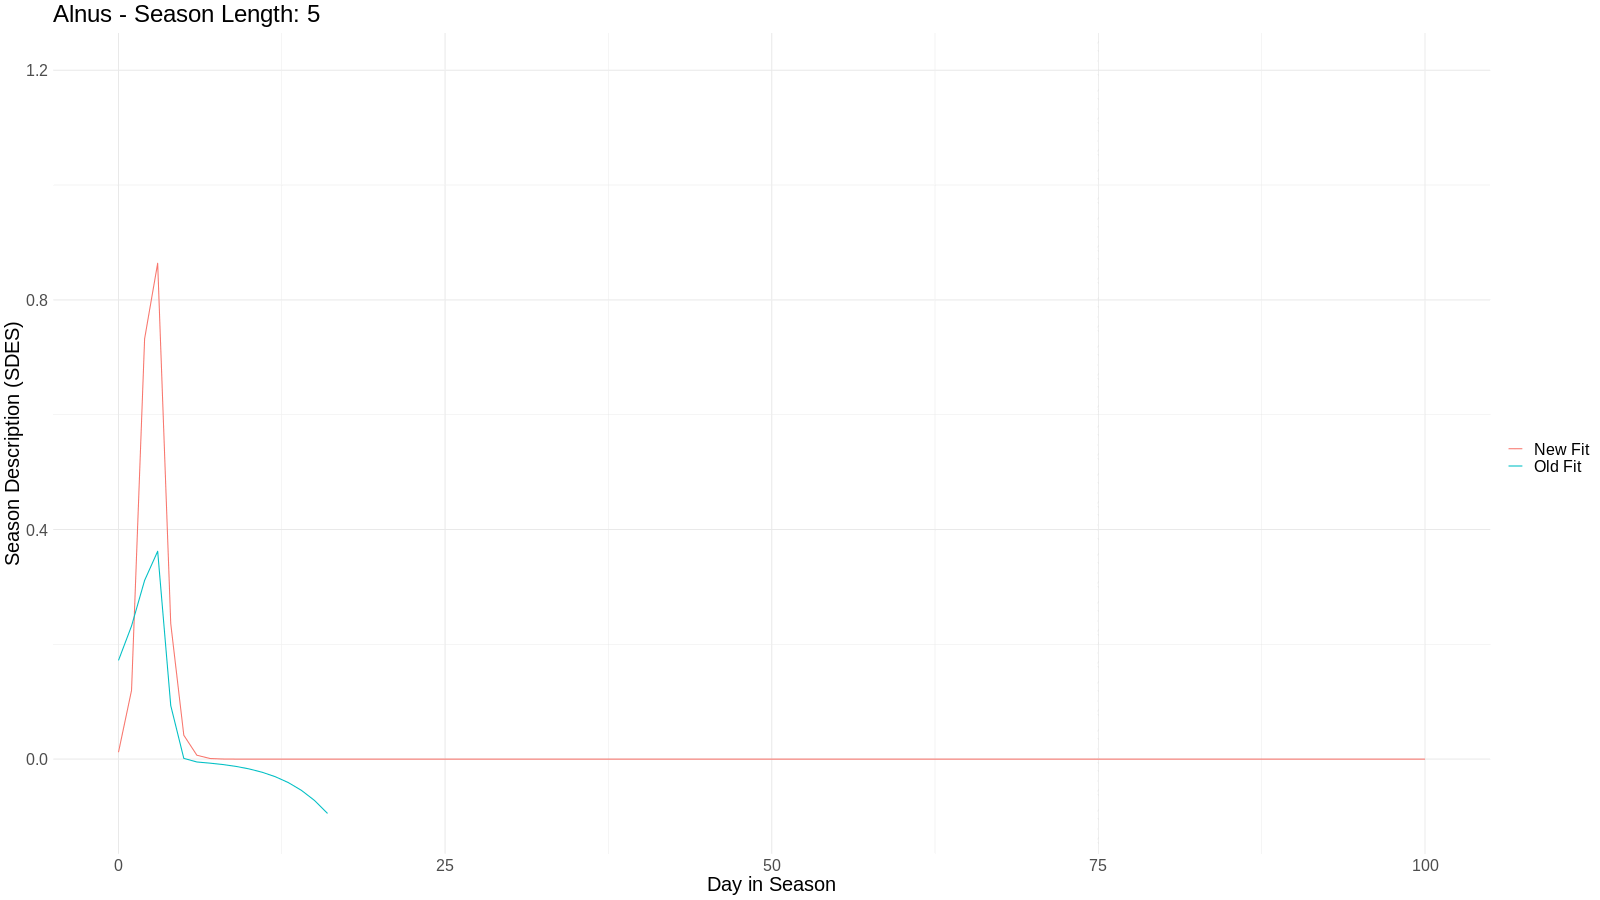 Alnus - Season Length: 5
Season Description (SDES)
1.2
0.8
0.4
0.0
0
25
50
75
100
Day in Season
New Fit
Old Fit